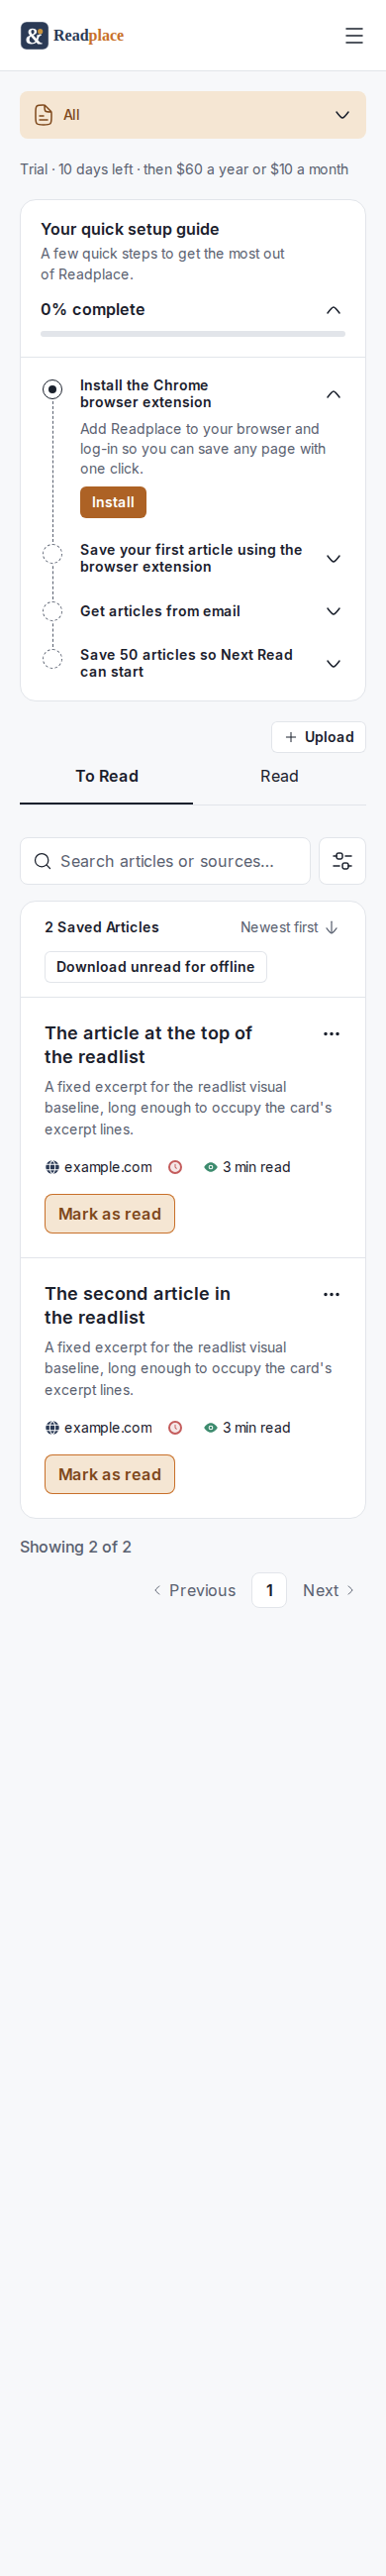 & Readplace
All
Trial · 10 days left · then $60 a year or $10 a month
Your quick setup guide
A few quick steps to get the most out
of Readplace.
0% complete
Install the Chrome
browser extension
Add Readplace to your browser and
log-in so you can save any page with
one click.
Install
Save your first article using the
browser extension
Get articles from email
Save 50 articles so Next Read
can start
+ Upload
To Read
Read
Search articles or sources...
2 Saved Articles
Newest first ↓
Download unread for offline
The article at the top of
the readlist
A fixed excerpt for the readlist visual
baseline, long enough to occupy the card's
excerpt lines.
example.com
3 min read
Mark as read
The second article in
the readlist
A fixed excerpt for the readlist visual
baseline, long enough to occupy the card's
excerpt lines.
example.com
3 min read
Mark as read
Showing 2 of 2
Previous
1
Next